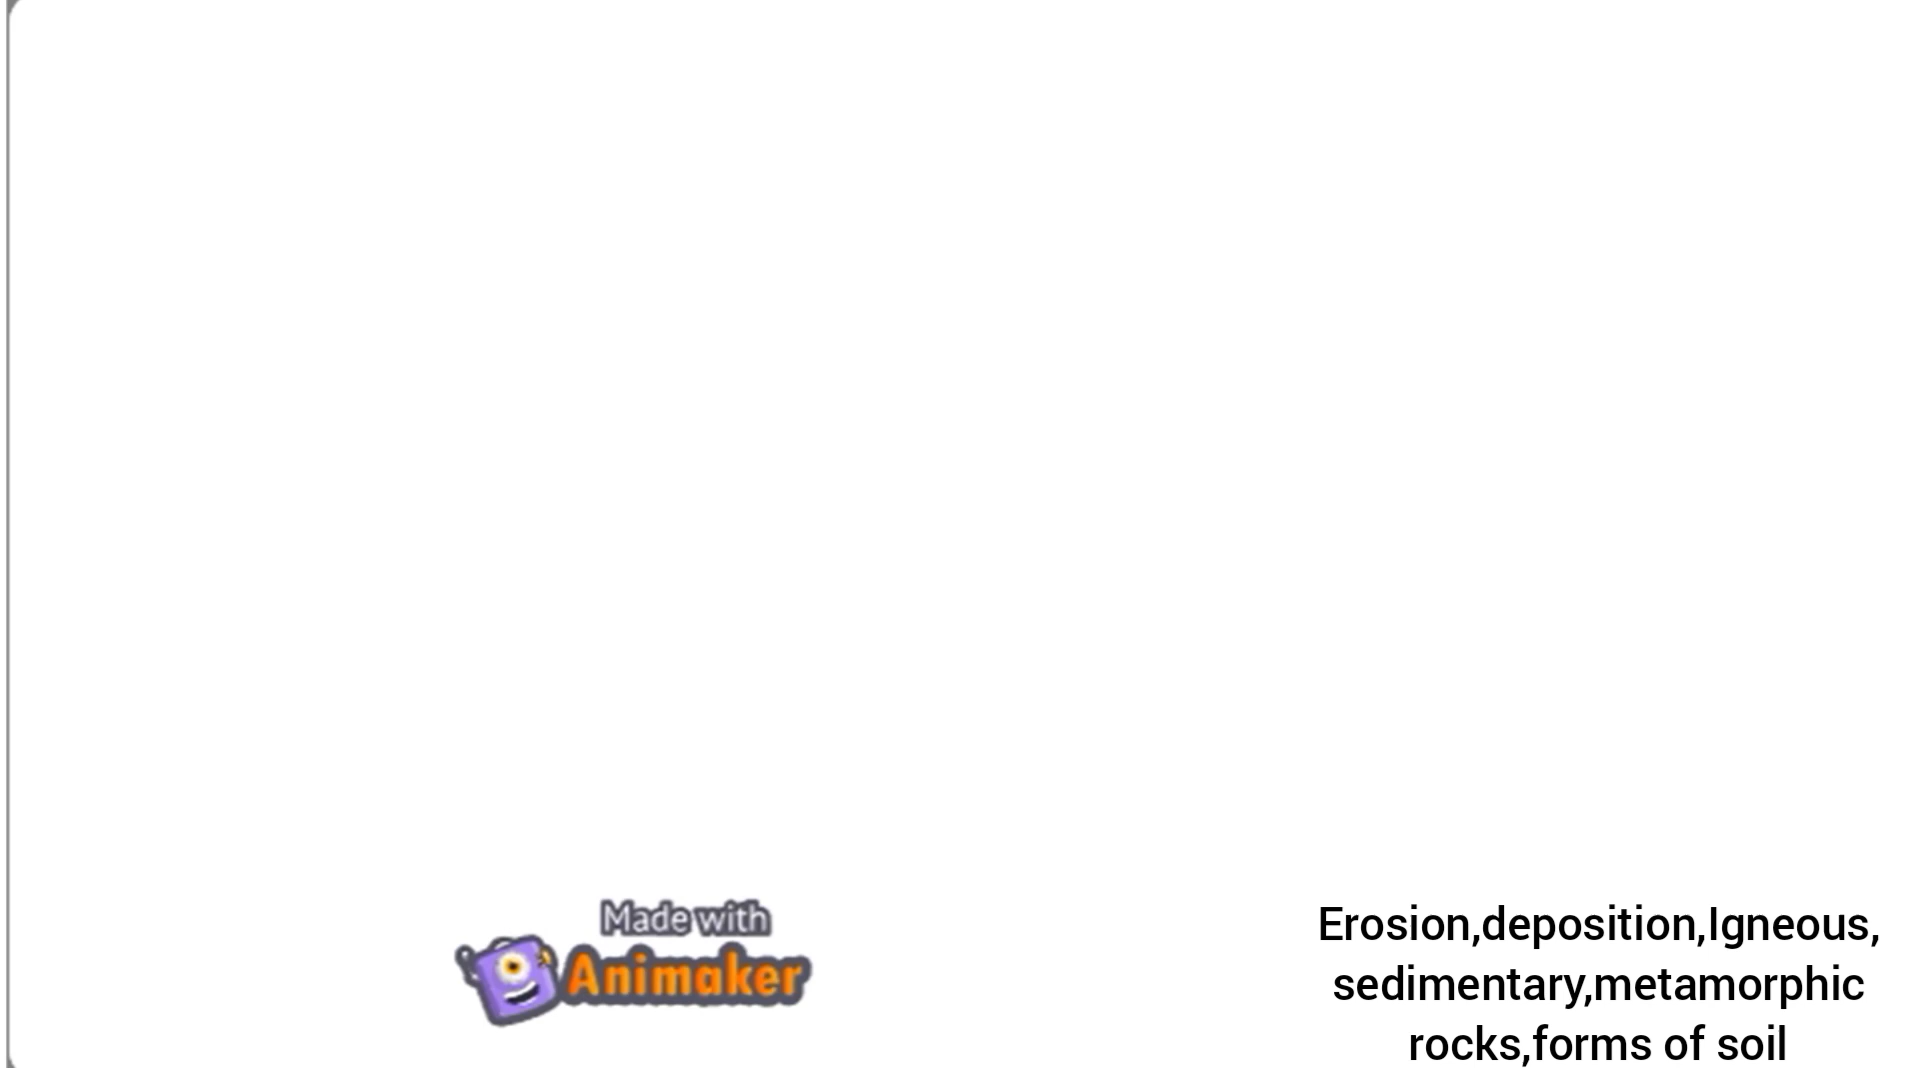 Made with
Animaker
Erosion,deposition,Igneous,
sedimentary,metamorphic
rocks,forms of soil